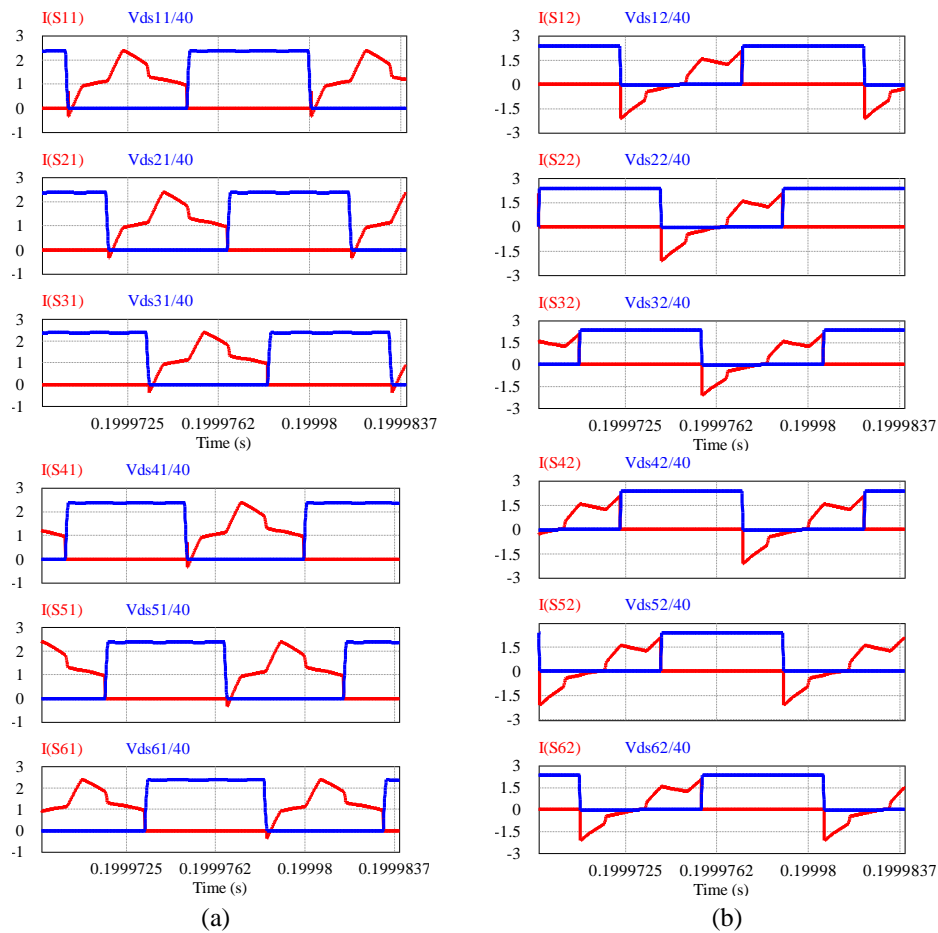 I(S11) Vds11/40
3
2
1
0
-1
I(S21) Vds21/40
3
2
1
0
-1
I(S31) Vds31/40
3
2
1
0
-1
0.1999725 0.1999762 0.19998 0.1999837
Time (s)
I(S41) Vds41/40
3
2
1
0
-1
I(S51) Vds51/40
3
2
1
0
-1
I(S61) Vds61/40
3
2
1
0
-1
0.1999725 0.1999762 0.19998 0.1999837
Time (s)
(a)
I(S12) Vds12/40
3
1.5
0
-1.5
-3
I(S22) Vds22/40
3
1.5
0
-1.5
-3
I(S32) Vds32/40
3
1.5
0
-1.5
-3
0.1999725 0.1999762 0.19998 0.1999837
Time (s)
I(S42) Vds42/40
3
1.5
0
-1.5
-3
I(S52) Vds52/40
3
1.5
0
-1.5
-3
I(S62) Vds62/40
3
1.5
0
-1.5
-3
0.1999725 0.1999762 0.19998 0.1999837
Time (s)
(b)